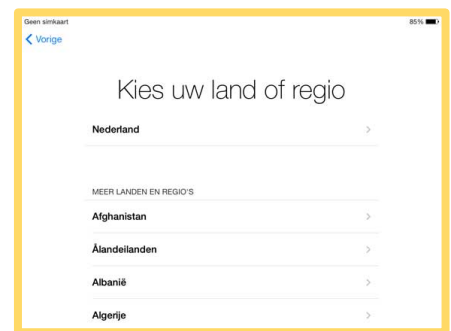 Geen simkaart 85%
Vorige
Kies uw land of regio
Nederland
MEER LANDEN EN REGIO'S
Afghanistan
Ålandeilanden
Albanië
Algerije